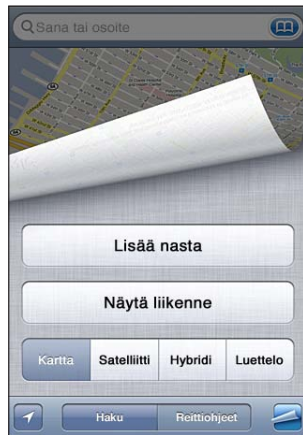 Sana tai osoite
Lisää nasta
Näytä liikenne
Kartta Satelliitti Hybridi Luettelo
Haku Reittiohjeet